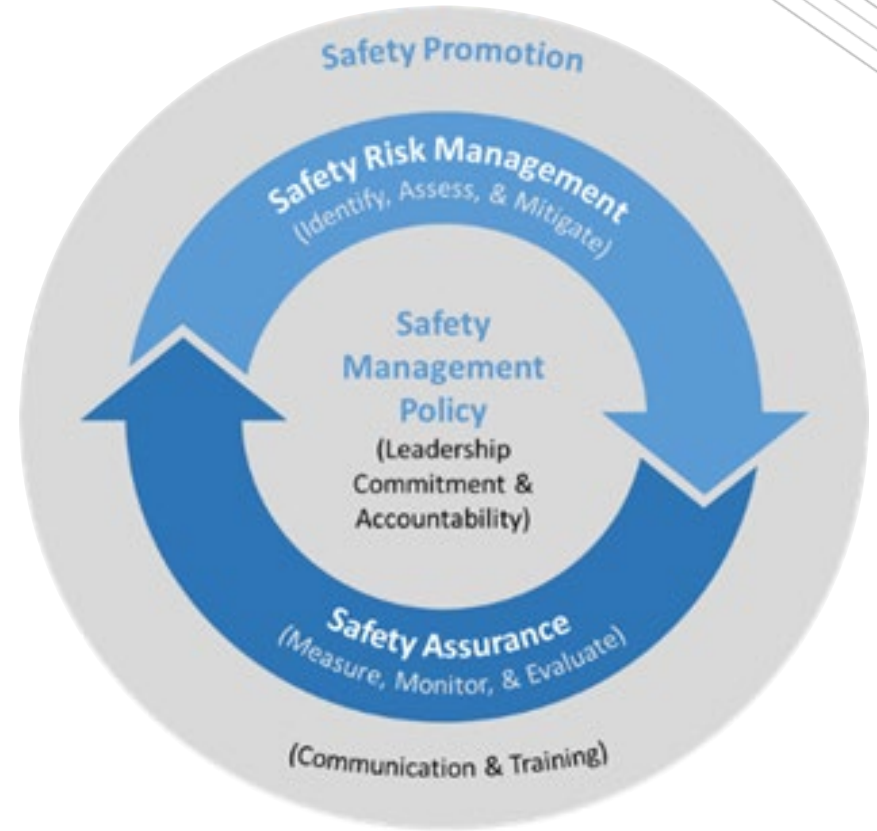 Safety Promotion
Safety Risk Management
(Identify, Assess, & Mitigate)
Safety
Management
Policy
(Leadership
Commitment &
Accountability)
Safety Assurance
(Measure, Monitor, & Evaluate)
(Communication & Training)